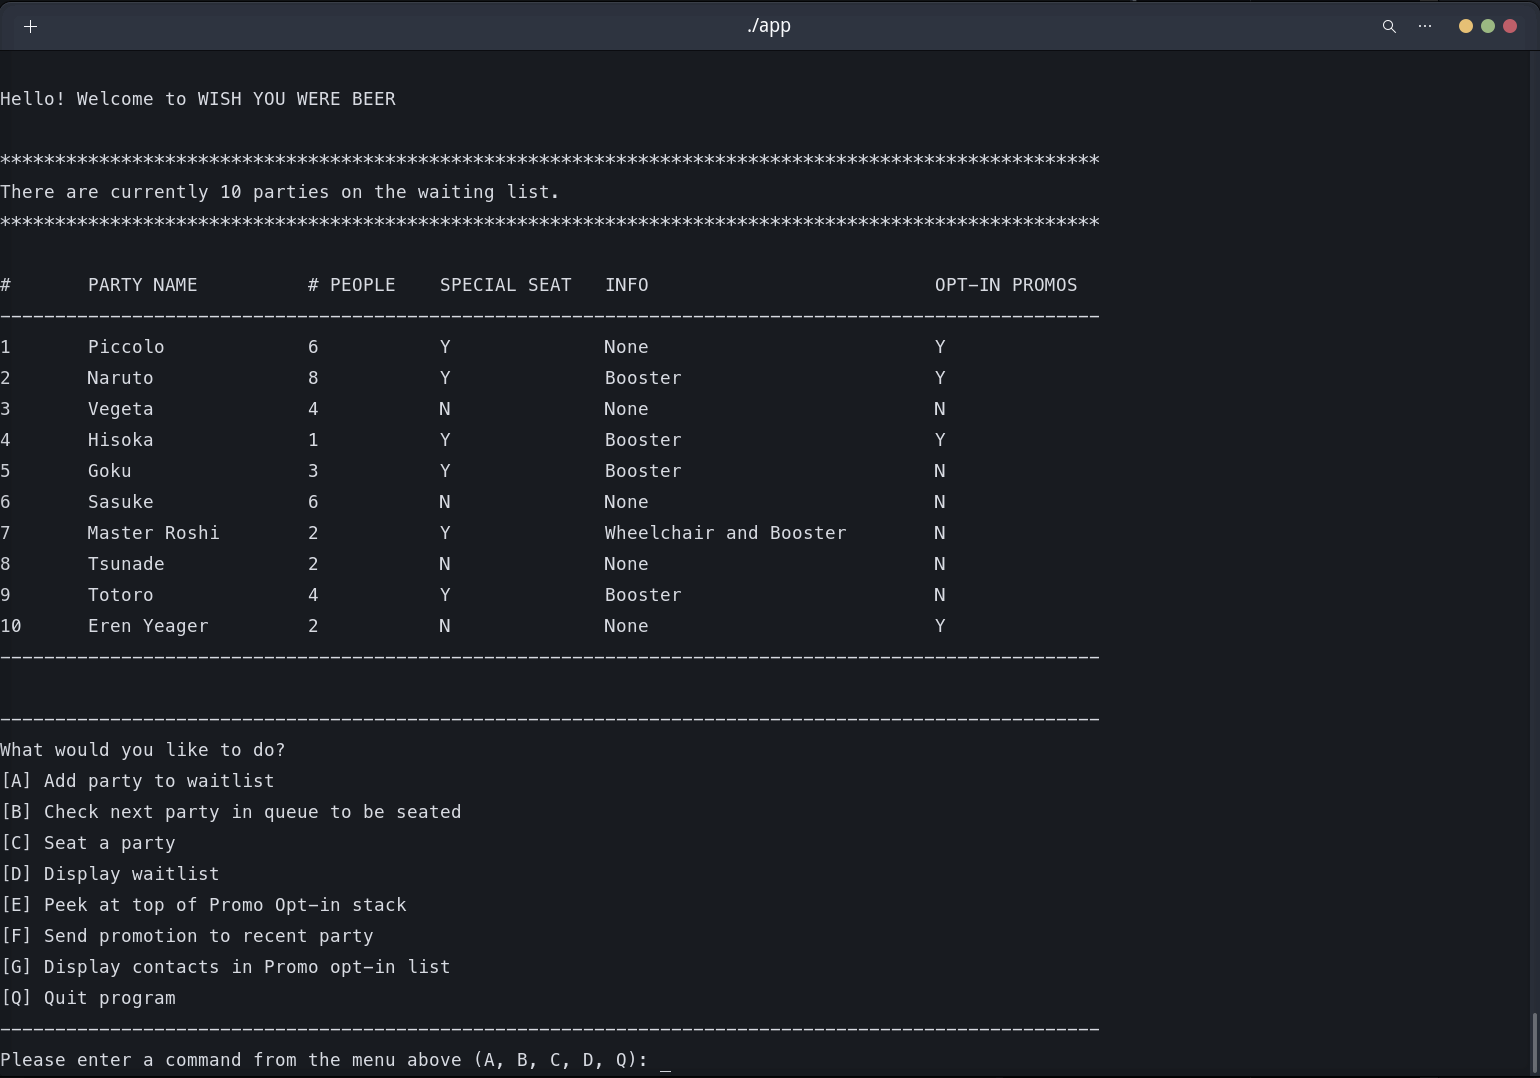 ./app
Hello! Welcome to WISH YOU WERE BEER
****************************************************************************************************
There are currently 10 parties on the waiting list.
****************************************************************************************************
# PARTY NAME # PEOPLE SPECIAL SEAT INFO OPT-IN PROMOS
----------------------------------------------------------------------------------------------------
1 Piccolo 6 Y None Y
2 Naruto 8 Y Booster Y
3 Vegeta 4 N None N
4 Hisoka 1 Y Booster Y
5 Goku 3 Y Booster N
6 Sasuke 6 N None N
7 Master Roshi 2 Y Wheelchair and Booster N
8 Tsunade 2 N None N
9 Totoro 4 Y Booster N
10 Eren Yeager 2 N None Y
----------------------------------------------------------------------------------------------------
----------------------------------------------------------------------------------------------------
What would you like to do?
[A] Add party to waitlist
[B] Check next party in queue to be seated
[C] Seat a party
[D] Display waitlist
[E] Peek at top of Promo Opt-in stack
[F] Send promotion to recent party
[G] Display contacts in Promo opt-in list
[Q] Quit program
----------------------------------------------------------------------------------------------------
Please enter a command from the menu above (A, B, C, D, Q): _